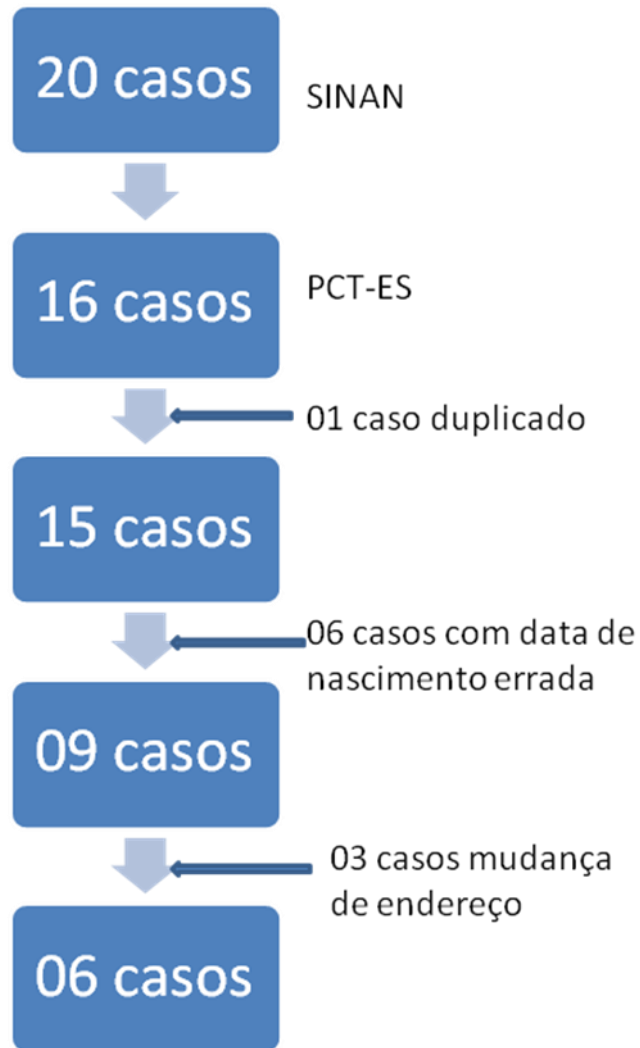 20 casos
SINAN
16 casos
PCT-ES
01 caso duplicado
15 casos
06 casos com data de
nascimento errada
09 casos
03 casos mudança
de endereço
06 casos